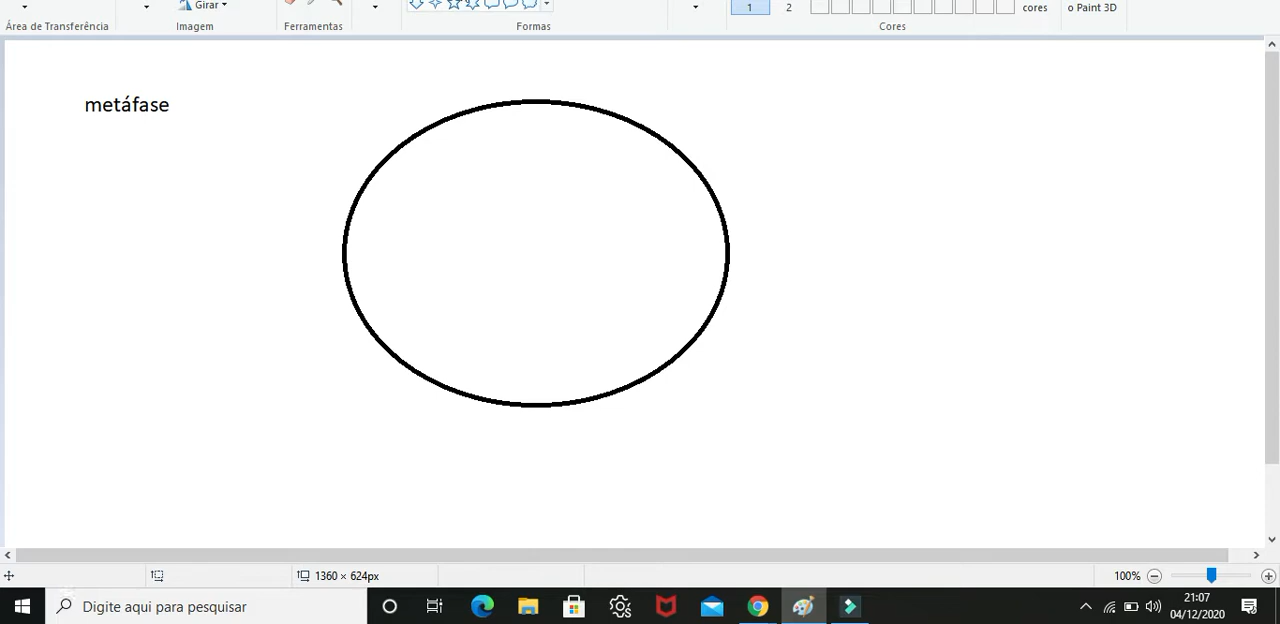 Girar
1 2 cores o Paint 3D
Área de Transferência Imagem Ferramentas Formas Cores
metáfase
1360 × 624px 100%
Digite aqui para pesquisar
21:07
04/12/2020